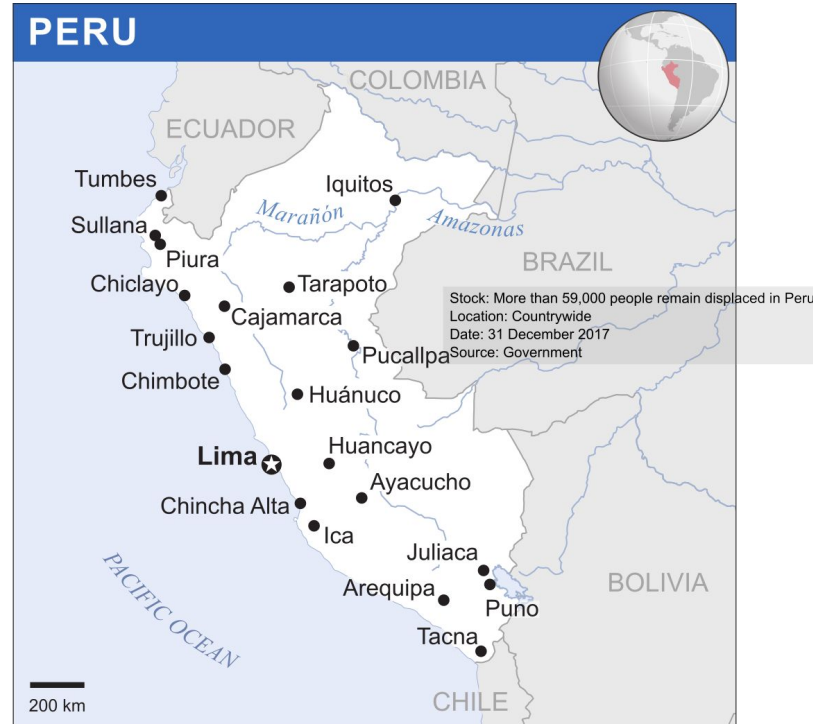 PERU
COLOMBIA
ECUADOR
Tumbes
Iquitos
Marañón
Amazonas
Sullana
Piura
BRAZIL
Chiclayo
Tarapoto
Cajamarca
Stock: More than 59,000 people remain displaced in Peru
Location: Countrywide
Date: 31 December 2017
Source: Government
Trujillo
Pucallpa
Chimbote
Huánuco
Lima
Huancayo
Ayacucho
Chincha Alta
Ica
Juliaca
PACIFIC OCEAN
Arequipa
Puno
BOLIVIA
Tacna
CHILE
200 km